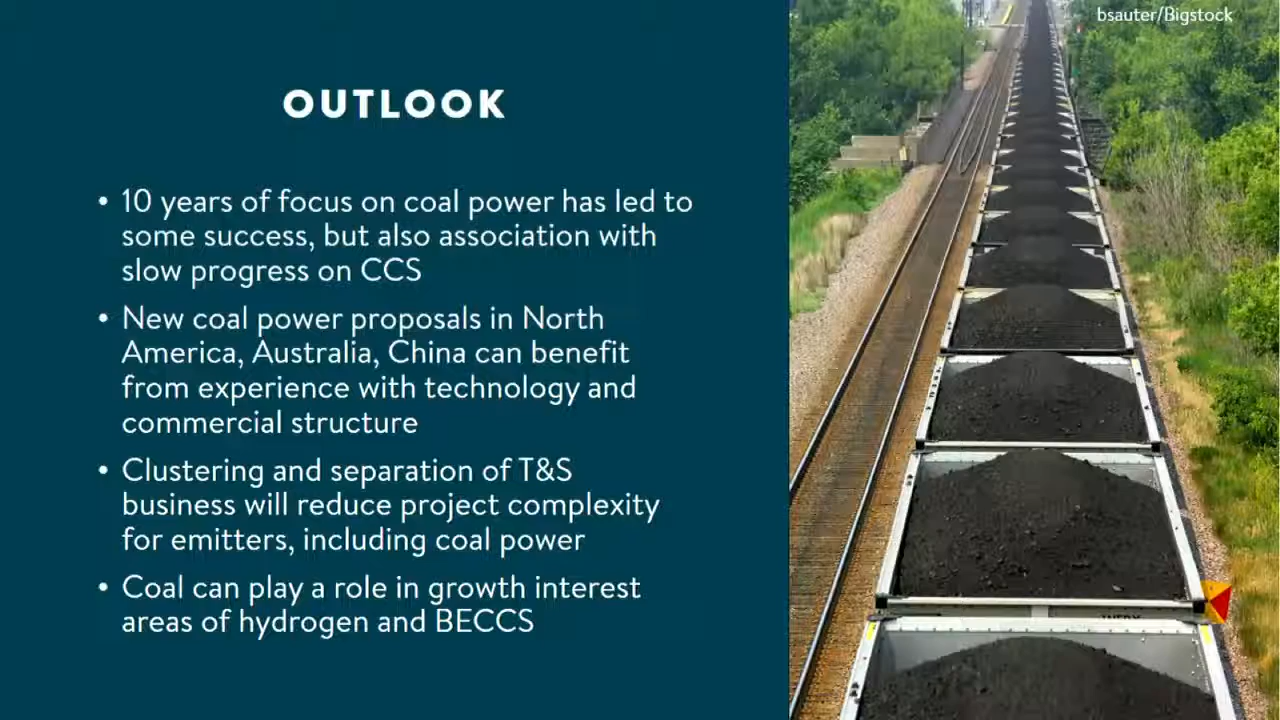 bsauter/Bigstock
OUTLOOK
• 10 years of focus on coal power has led to
some success, but also association with
slow progress on CCS
• New coal power proposals in North
America, Australia, China can benefit
from experience with technology and
commercial structure
• Clustering and separation of T&S
business will reduce project complexity
for emitters, including coal power
• Coal can play a role in growth interest
areas of hydrogen and BECCS